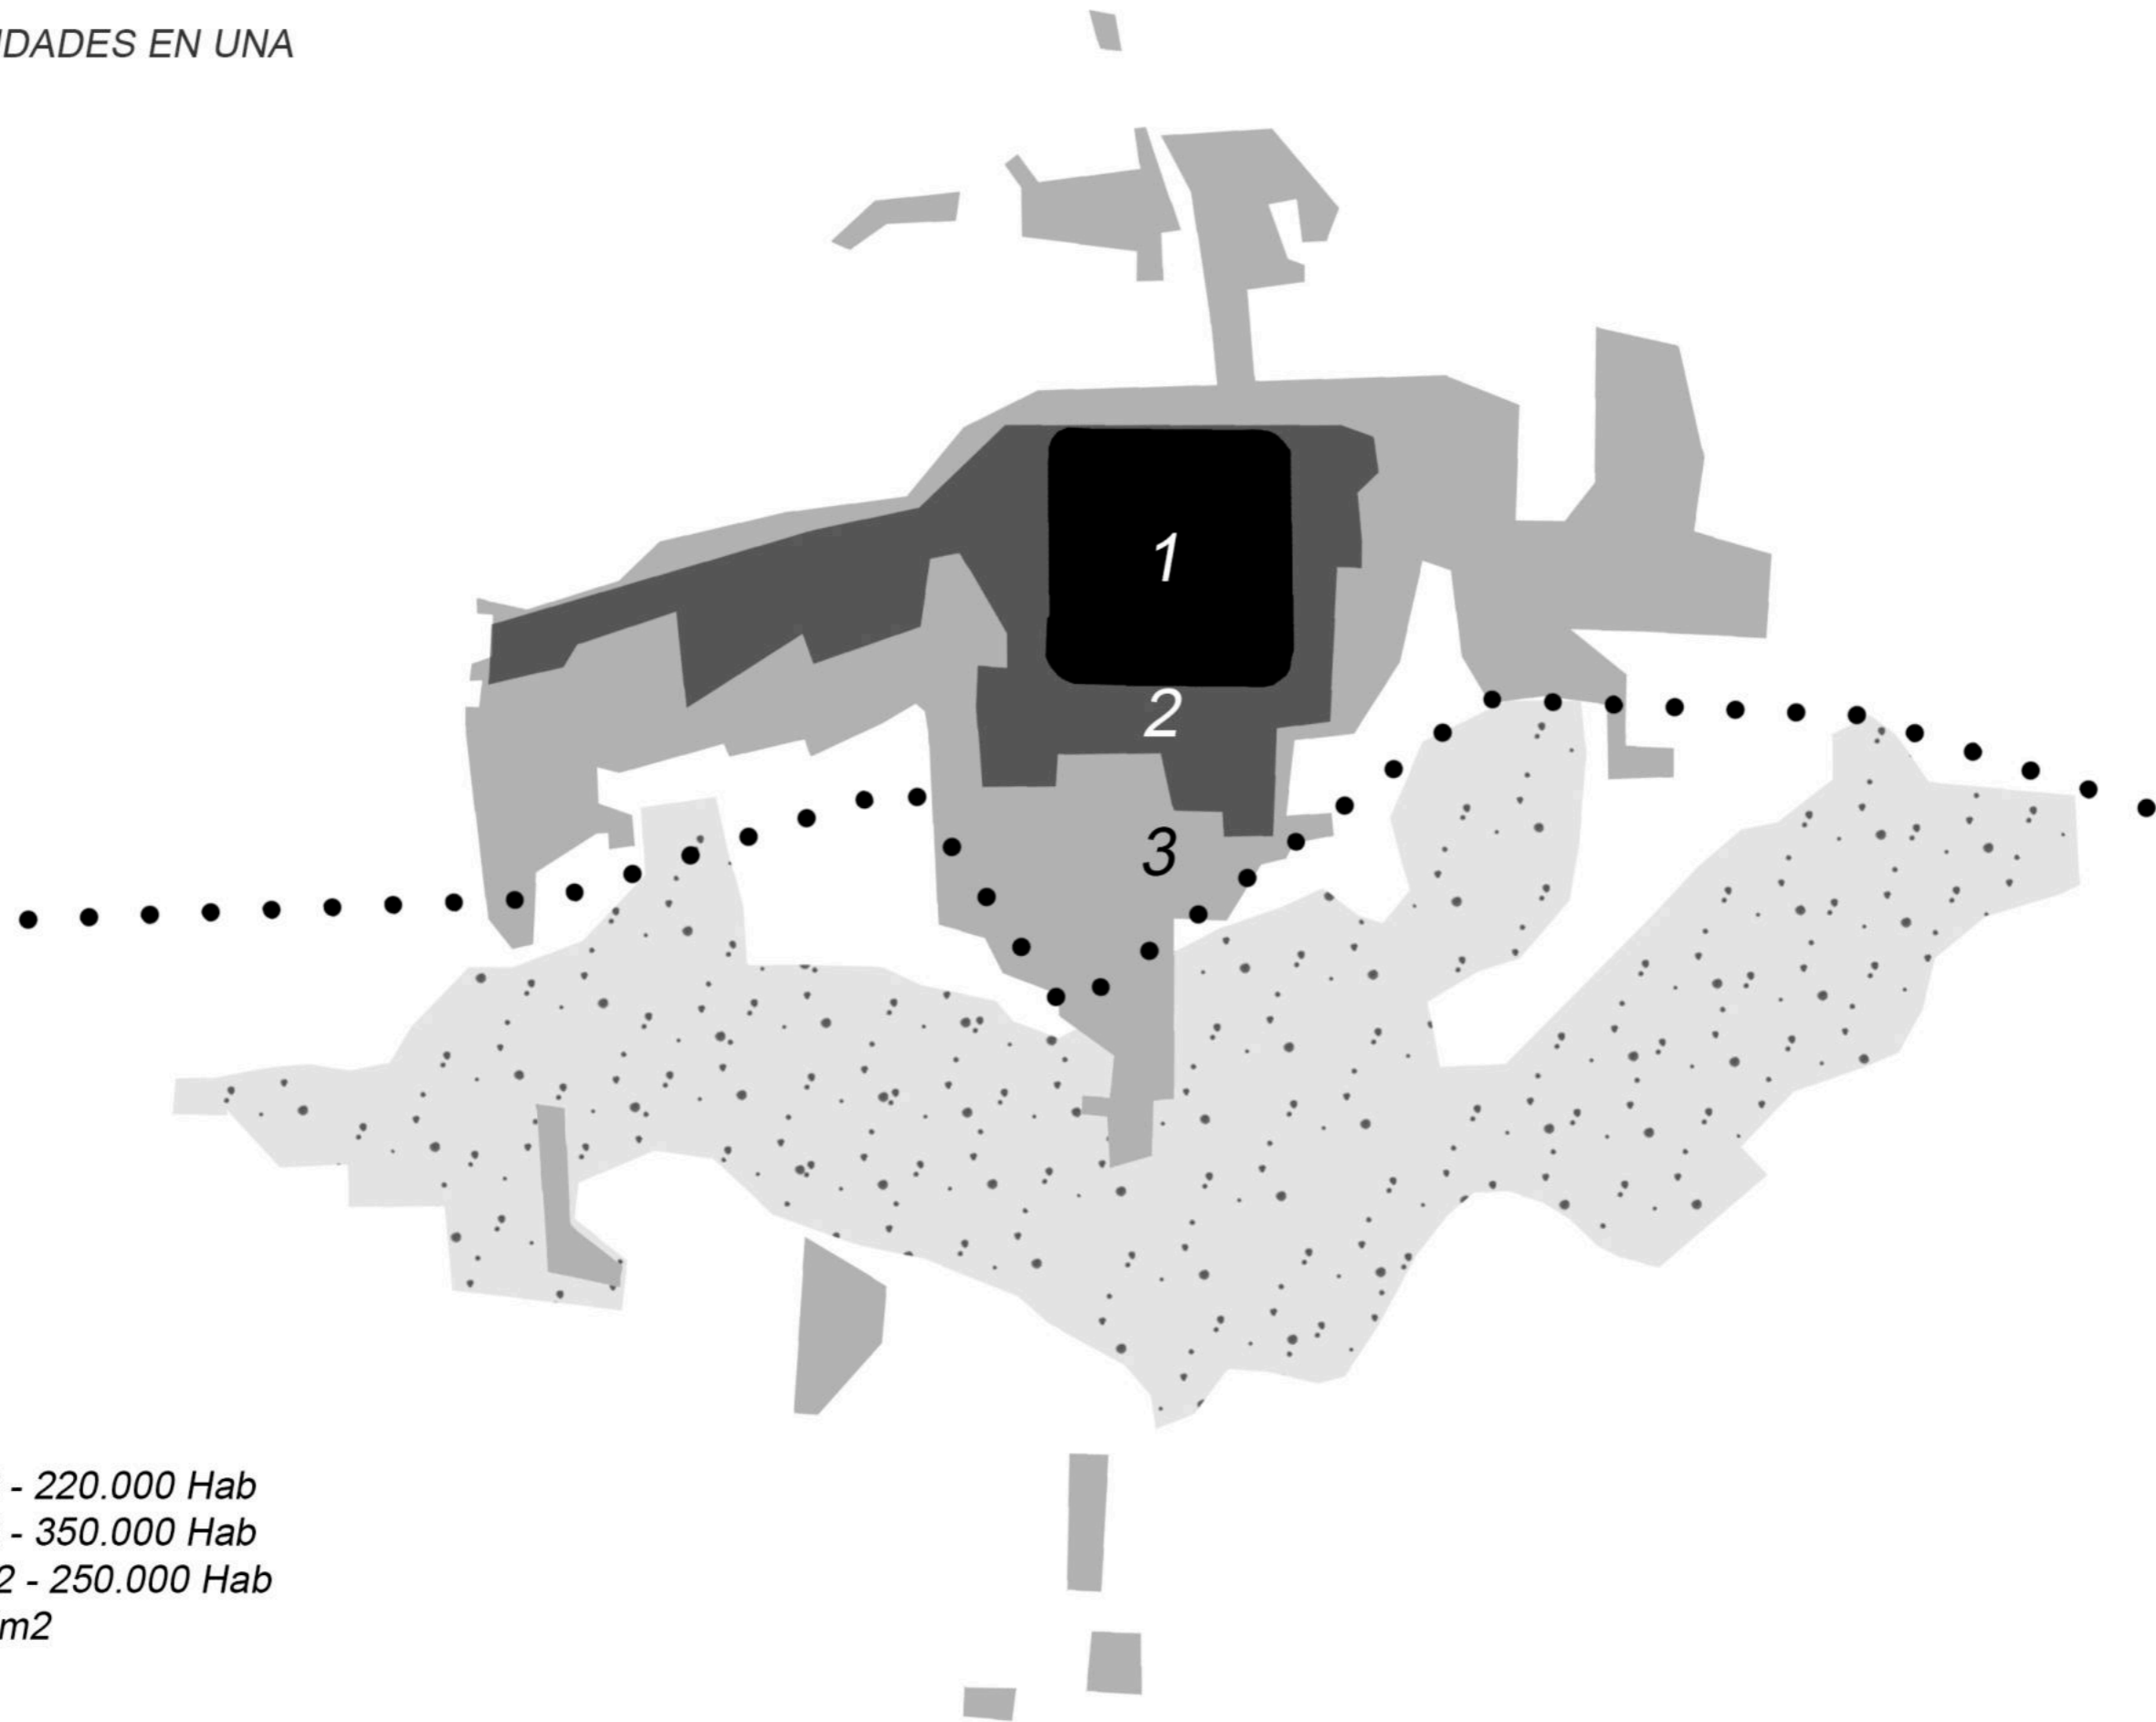 IDADES EN UNA
1
2
3
- 220.000 Hab
- 350.000 Hab
2 - 250.000 Hab
m2